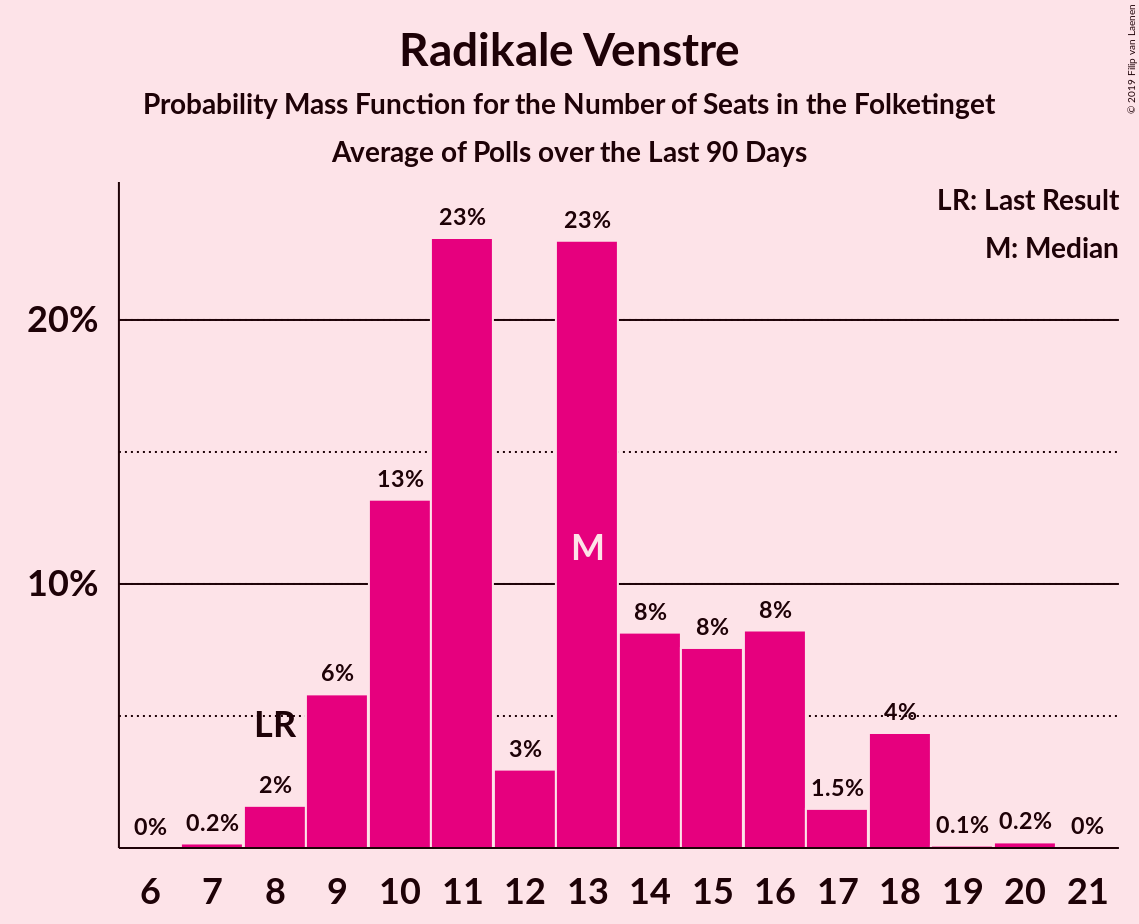 Radikale Venstre
Probability Mass Function for the Number of Seats in the Folketinget
Average of Polls over the Last 90 Days
© 2019 Filip van Laenen
LR: Last Result
M: Median
20%
10%
0%
0.2%
2%
LR
6%
13%
23%
3%
23%
M
8%
8%
8%
1.5%
4%
0.1%
0.2%
0%
6 7 8 9 10 11 12 13 14 15 16 17 18 19 20 21